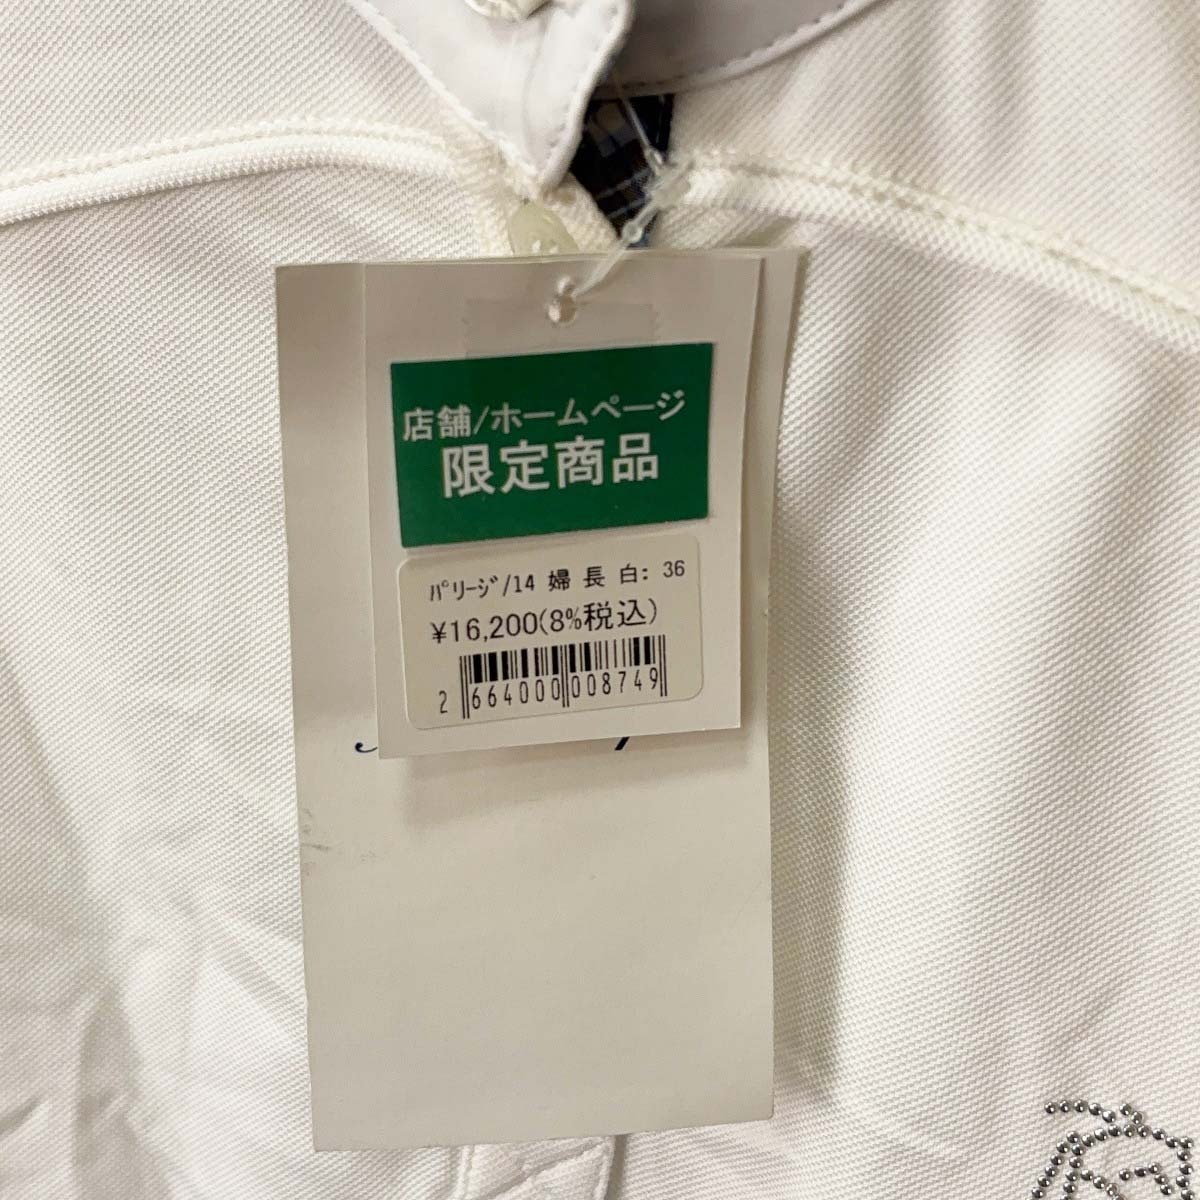 店舗/ホームページ
限定商品
ﾊﾟﾘｰｼﾞ/14 婦 長 白: 36
¥16,200(8%税込)
2 664000 008749